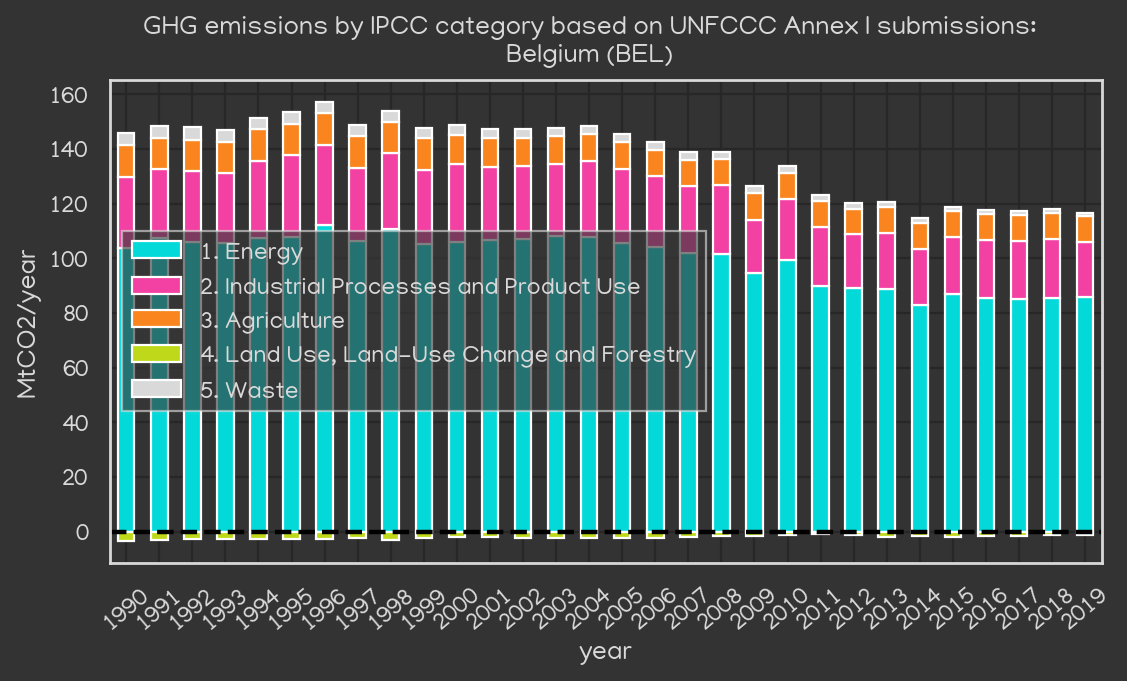 GHG emissions by IPCC category based on UNFCCC Annex I submissions:
Belgium (BEL)
MtCO2/year
160
140
120
100
80
60
40
20
0
1. Energy
2. Industrial Processes and Product Use
3. Agriculture
4. Land Use, Land-Use Change and Forestry
5. Waste
1990 1991 1992 1993 1994 1995 1996 1997 1998 1999 2000 2001 2002 2003 2004 2005 2006 2007 2008 2009 2010 2011 2012 2013 2014 2015 2016 2017 2018 2019
year